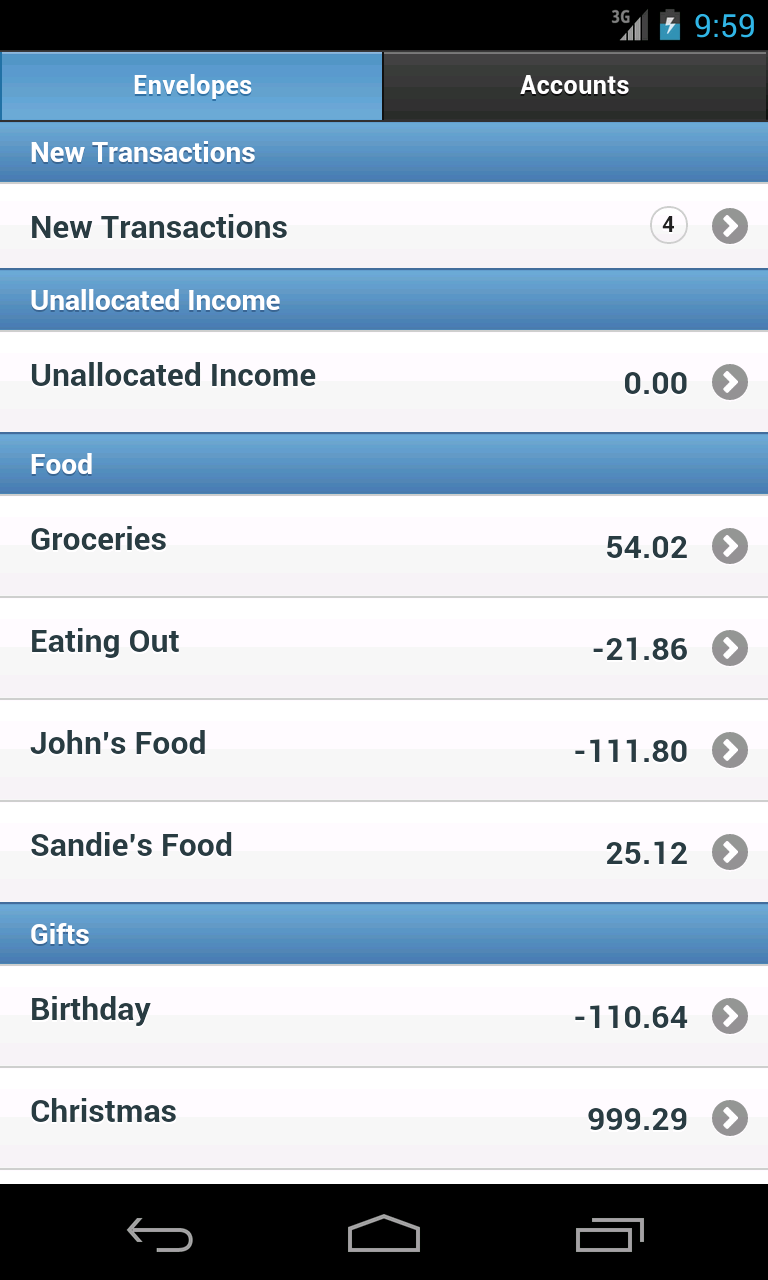 3G 9:59
Envelopes Accounts
New Transactions
New Transactions 4
Unallocated Income
Unallocated Income 0.00
Food
Groceries 54.02
Eating Out -21.86
John's Food -111.80
Sandie's Food 25.12
Gifts
Birthday -110.64
Christmas 999.29